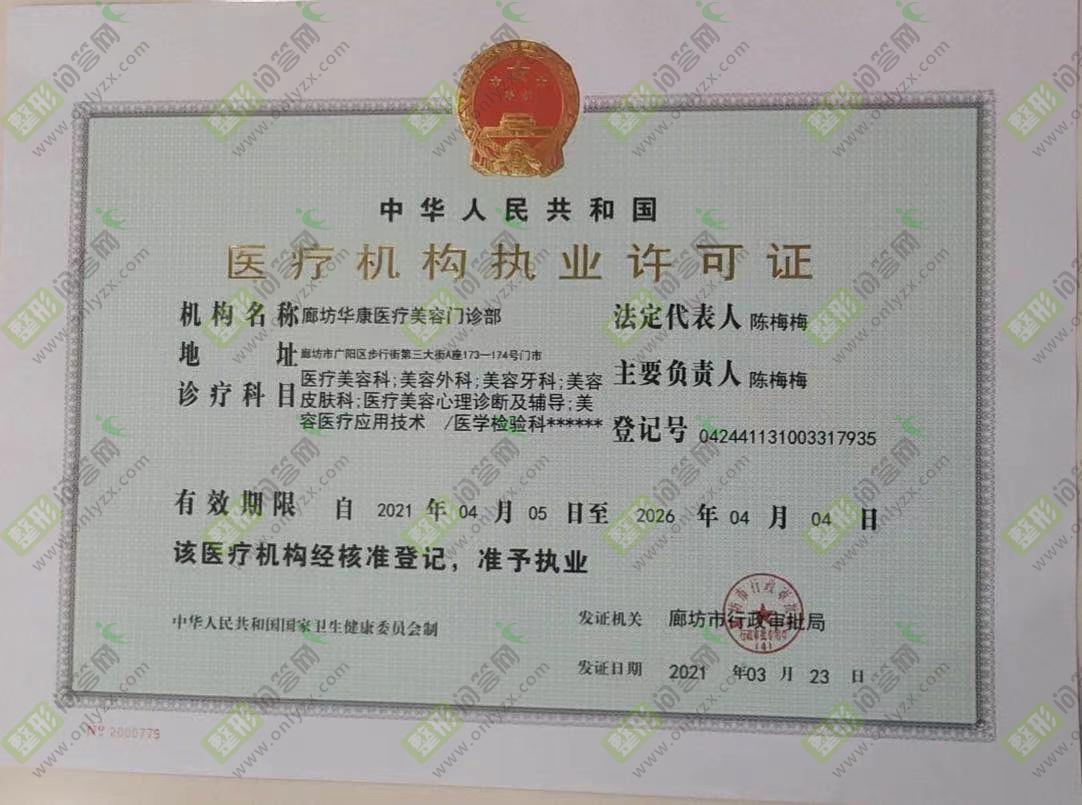 中华人民共和国
医疗机构执业许可证
机构名称 廊坊华康医疗美容门诊部
地址 廊坊市广阳区步行街第三大街A座173—174号门市
诊疗科目 医疗美容科;美容外科;美容牙科;美容
皮肤科;医疗美容心理诊断及辅导;美
容医疗应用技术 /医学检验科******
法定代表人 陈梅梅
主要负责人 陈梅梅
登记号 042441131003317935
有效期限 自 2021 年 04 月 05 日至 2026 年 04 月 04 日
该医疗机构经核准登记，准予执业
中华人民共和国国家卫生健康委员会制
发证机关 廊坊市行政审批局
发证日期 2021 年 03 月 23 日
№ 2000779
整形问答网
www.onlyzx.com